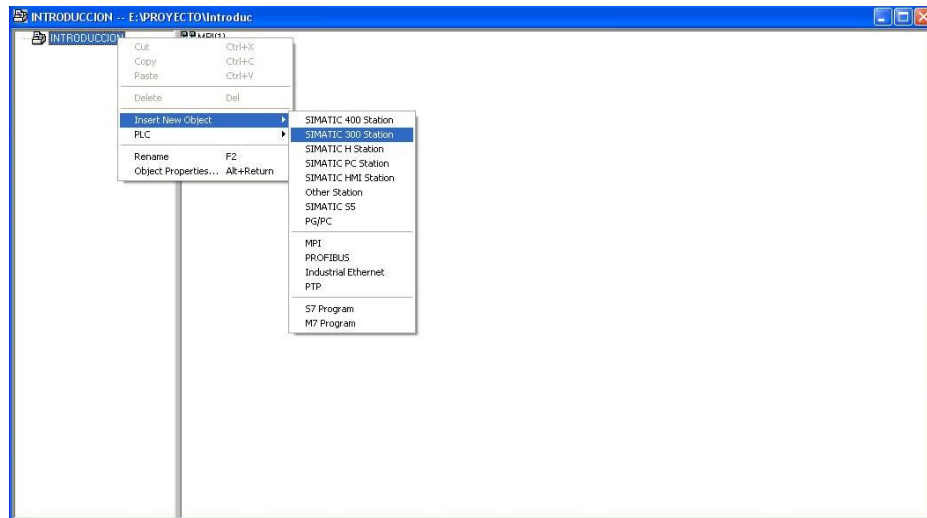 INTRODUCCION -- E:\PROYECTO\Introduc
INTRODUCCION
MPI(1)
Cut Ctrl+X
Copy Ctrl+C
Paste Ctrl+V
Delete Del
Insert New Object
PLC
Rename F2
Object Properties... Alt+Return
SIMATIC 400 Station
SIMATIC 300 Station
SIMATIC H Station
SIMATIC PC Station
SIMATIC HMI Station
Other Station
SIMATIC S5
PG/PC
MPI
PROFIBUS
Industrial Ethernet
PTP
S7 Program
M7 Program